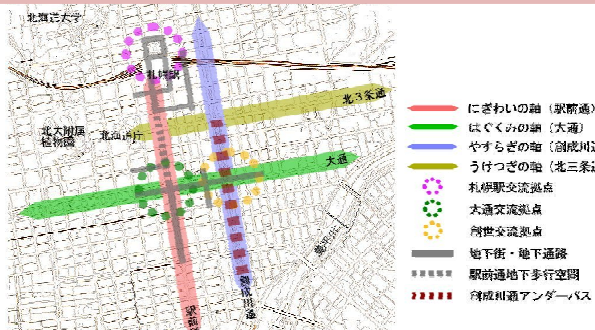 北海道大学
札幌駅
北3条通
北大附属
植物園
北海道庁
大通
創成川通
駅前
にぎわいの軸（駅前通）
はぐくみの軸（大通）
やすらぎの軸（創成川通
うけつぎの軸（北三条通
札幌駅交流拠点
大通交流拠点
創世交流拠点
地下街・地下通路
駅前通地下歩行空間
創成川通アンダーパス